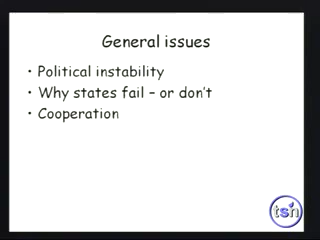 General issues
• Political instability
• Why states fail – or don't
• Cooperation
tsn